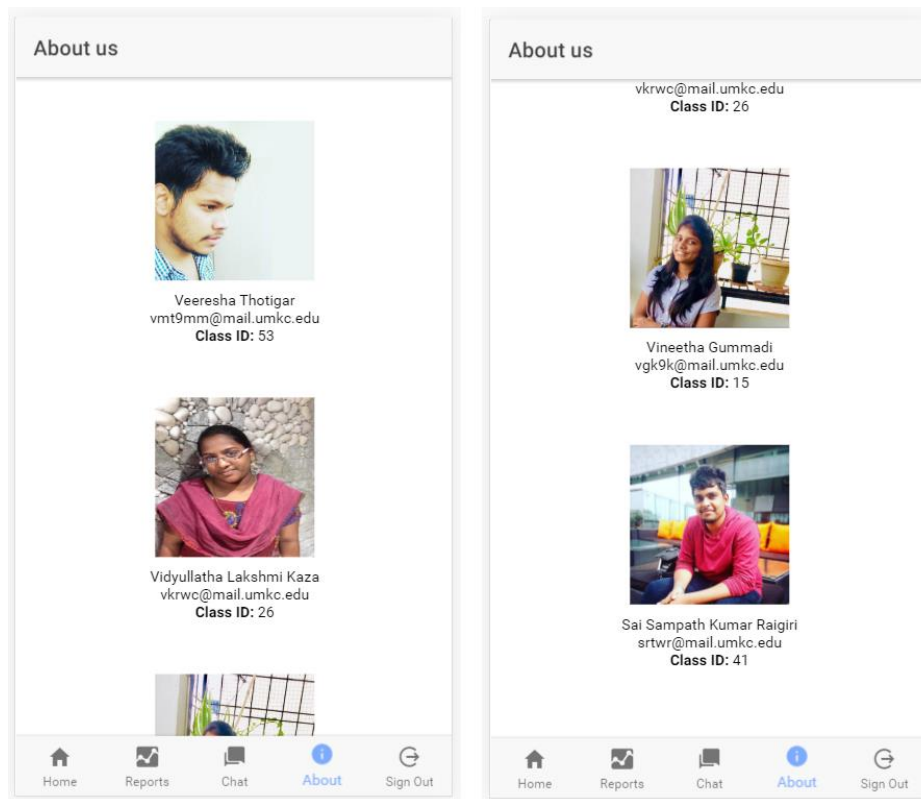 About us
Veeresha Thotigar
vmt9mm@mail.umkc.edu
Class ID: 53
Vidyullatha Lakshmi Kaza
vkrwc@mail.umkc.edu
Class ID: 26
Home Reports Chat About Sign Out
About us
vkrwc@mail.umkc.edu
Class ID: 26
Vineetha Gummadi
vgk9k@mail.umkc.edu
Class ID: 15
Sai Sampath Kumar Raigiri
srtwr@mail.umkc.edu
Class ID: 41
Home Reports Chat About Sign Out